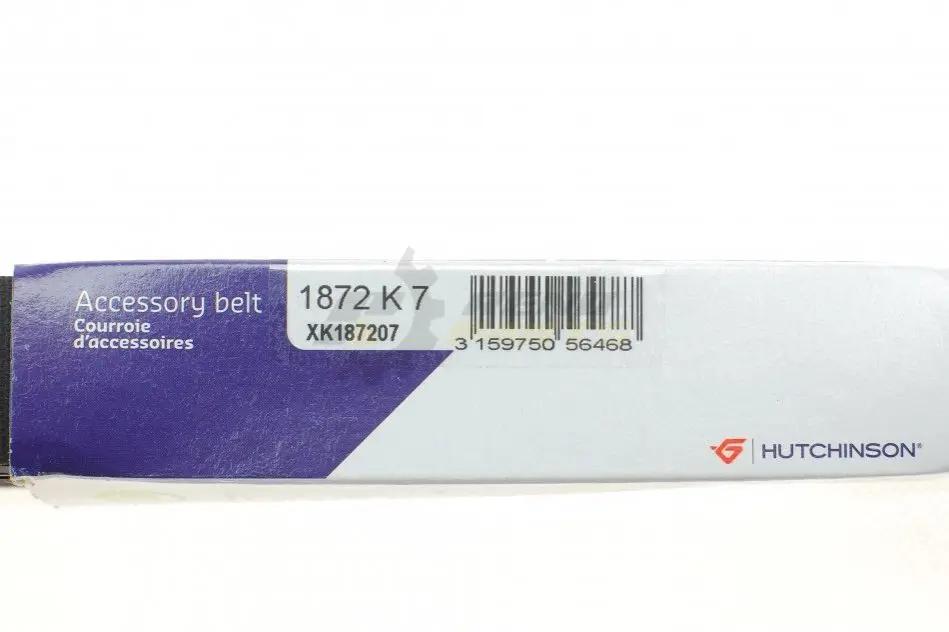 Accessory belt
Courroie
d'accessoires
1872 K 7
XK187207
3 159750 56468
HUTCHINSON®